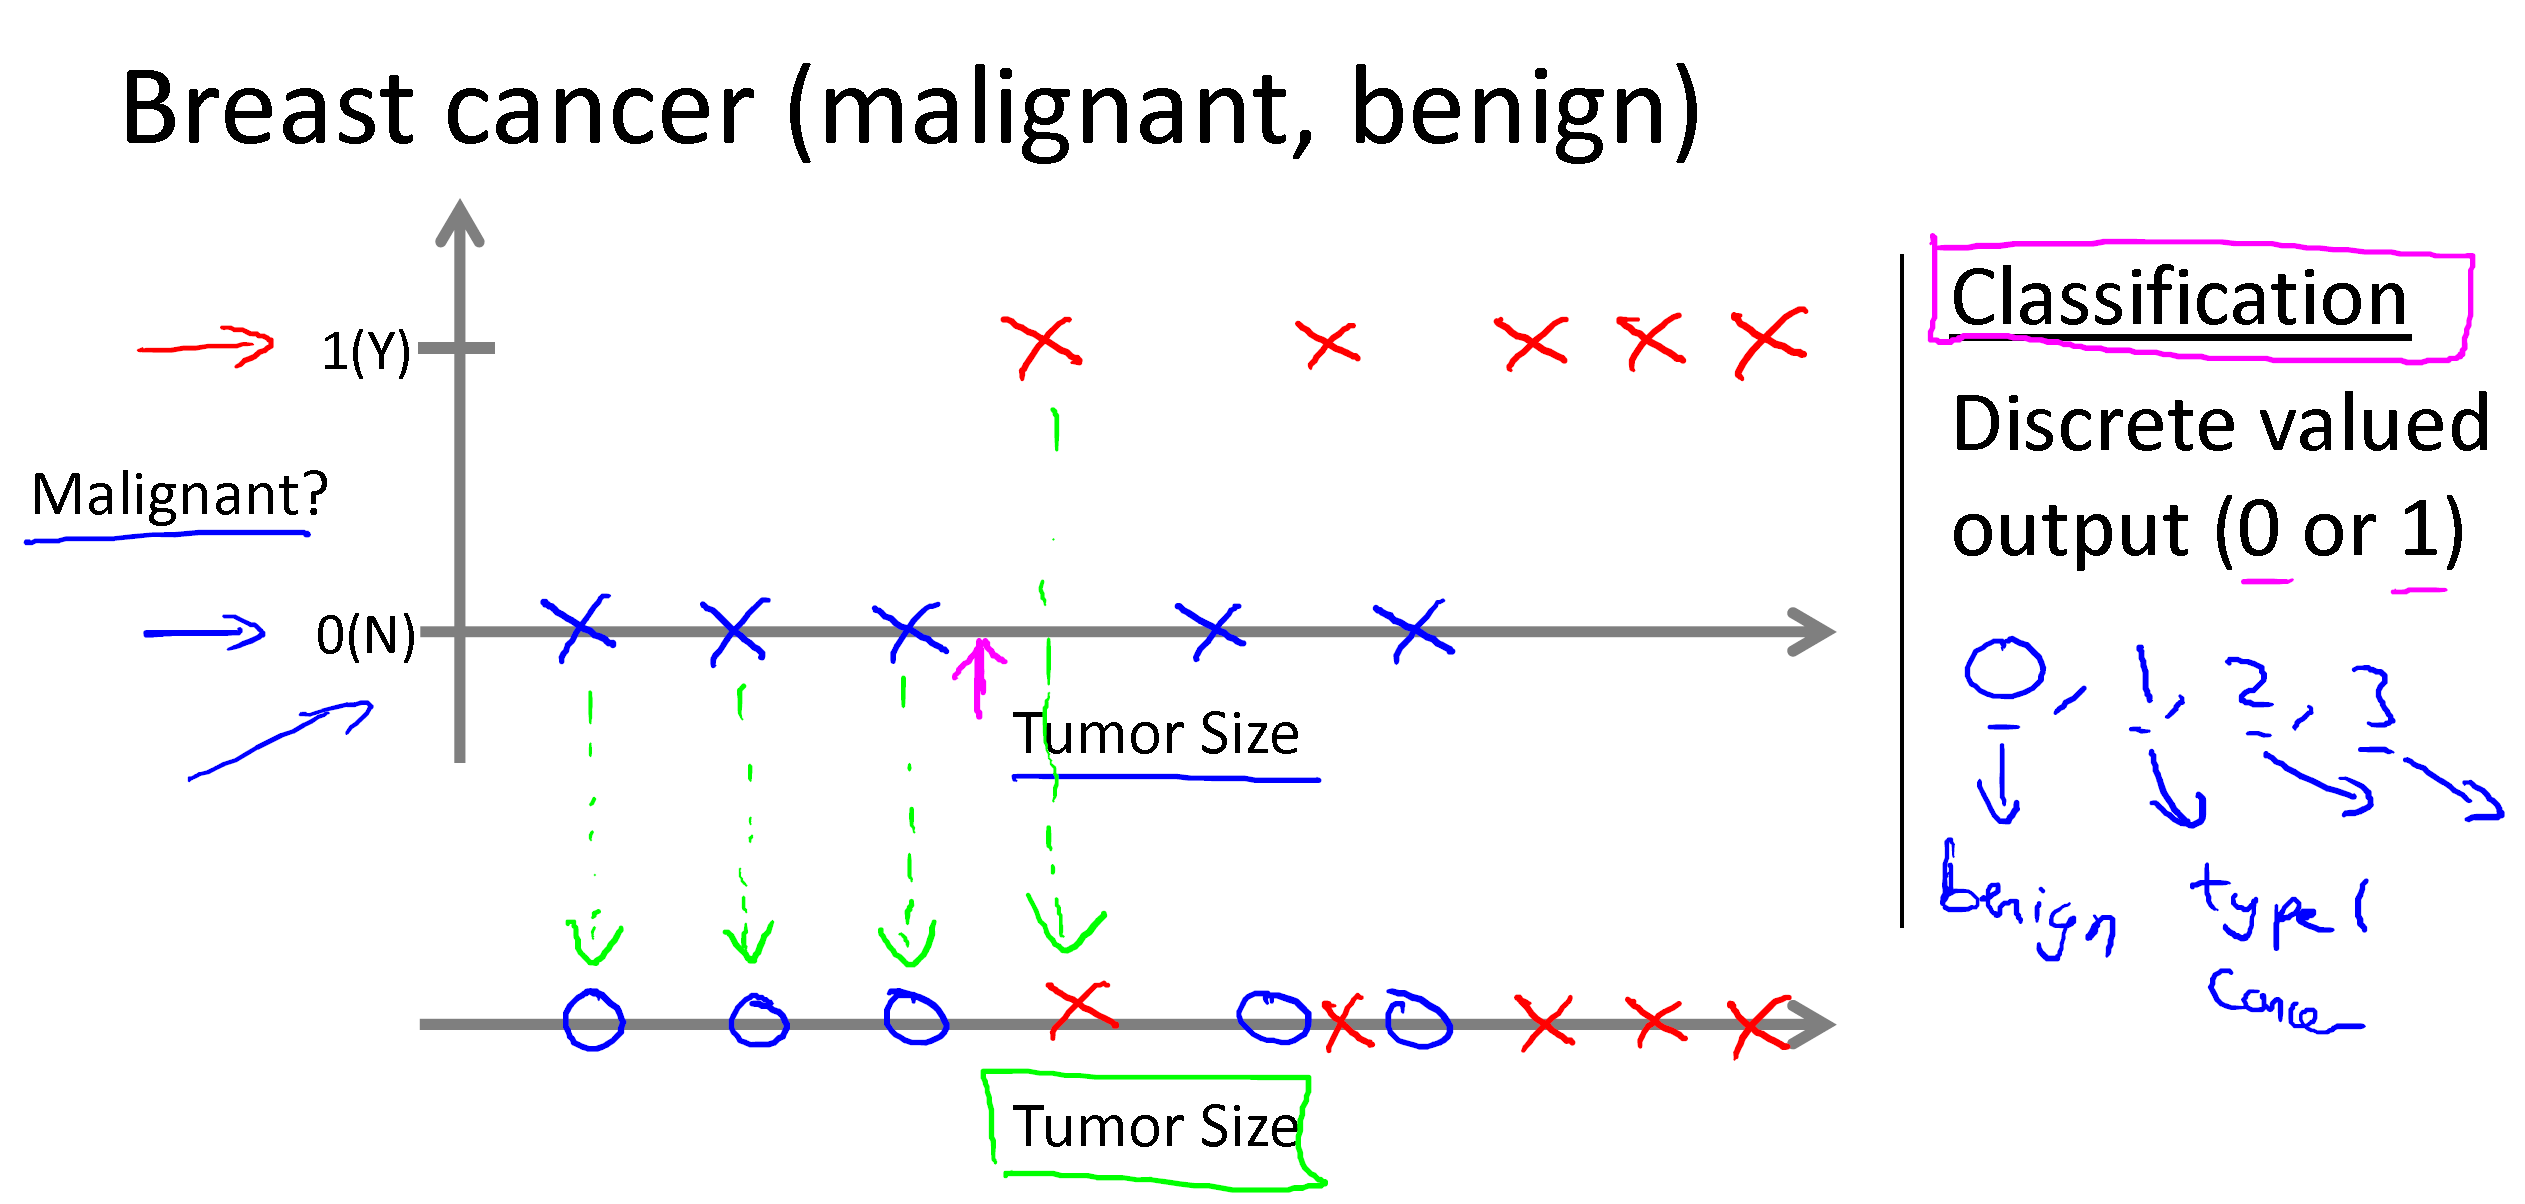 Breast cancer (malignant, benign)
1(Y)
Malignant?
0(N)
Tumor Size
Tumor Size
Classification
Discrete valued
output (0 or 1)
0, 1, 2, 3
benign
type 1
cancer